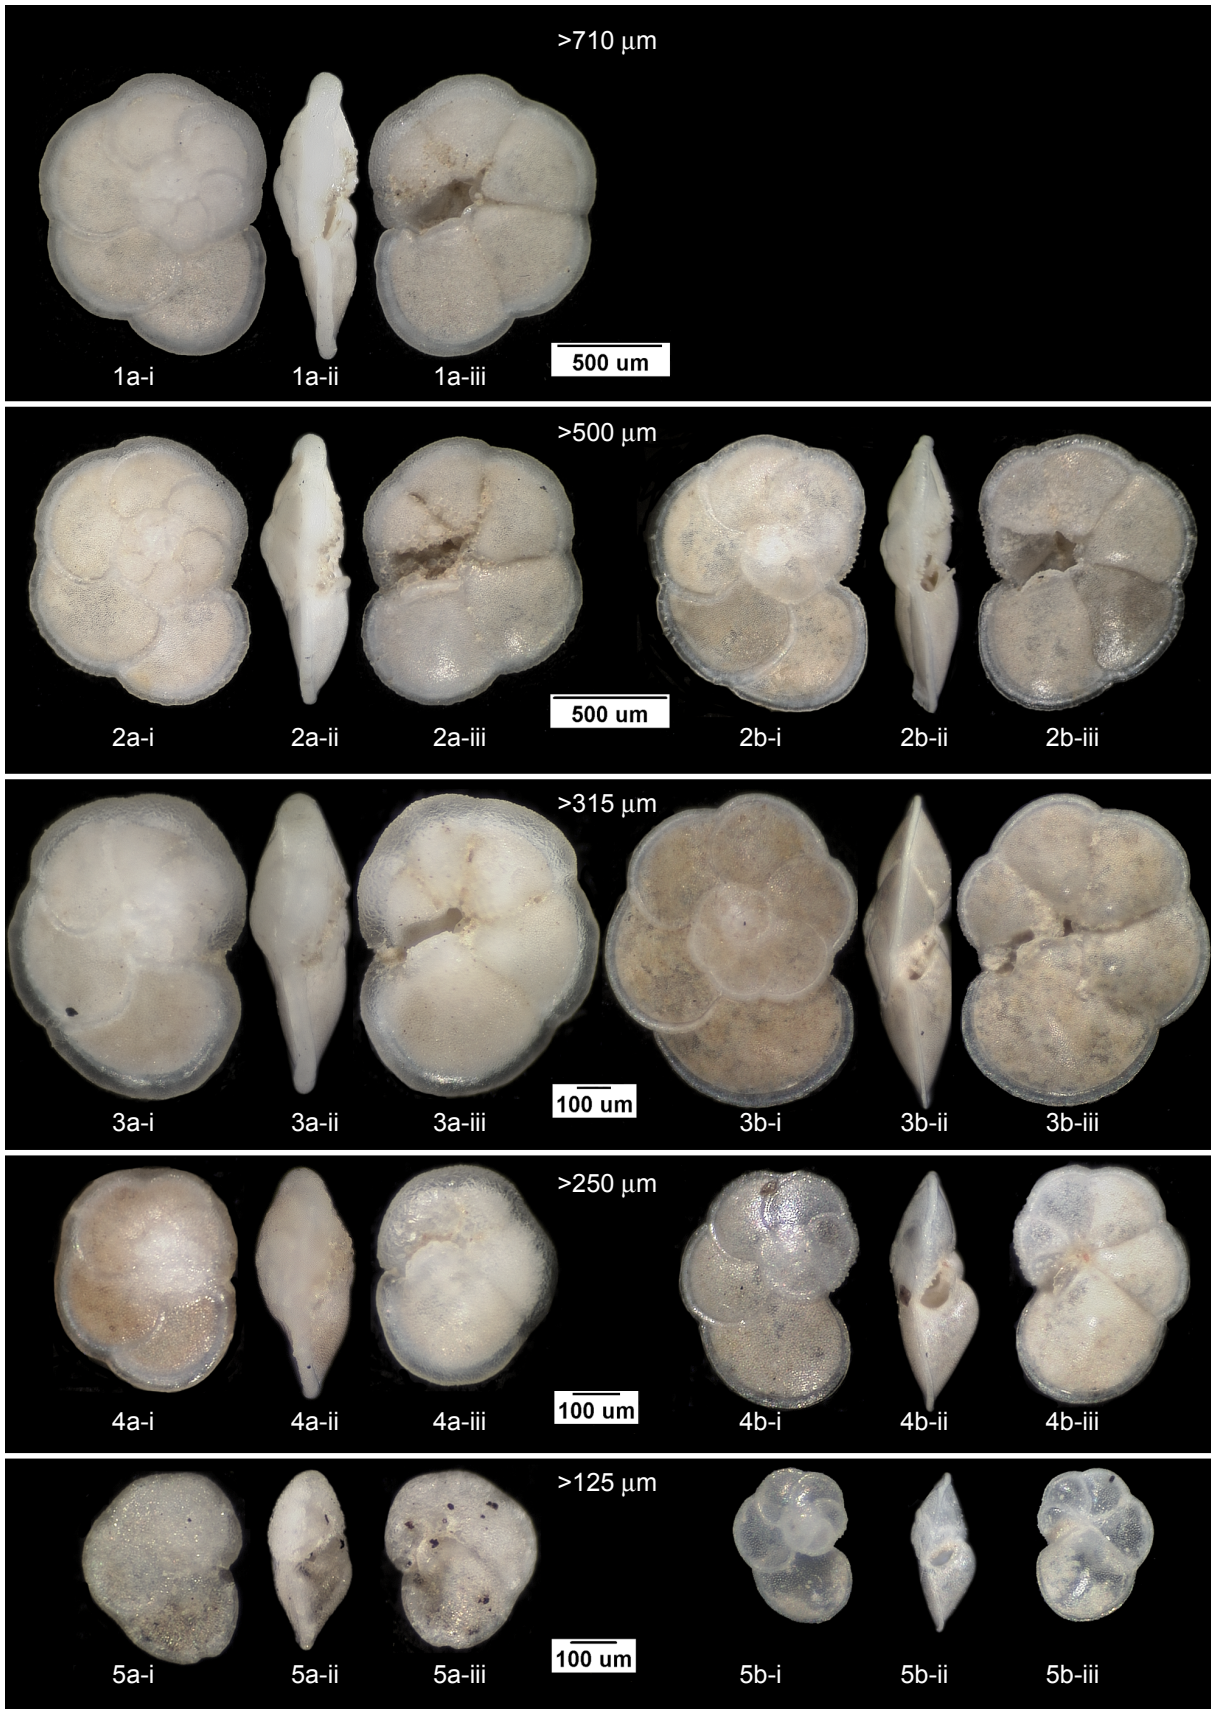 >710 μm
500 um
1a-i 1a-ii 1a-iii
>500 μm
500 um
2a-i 2a-ii 2a-iii 2b-i 2b-ii 2b-iii
>315 μm
100 um
3a-i 3a-ii 3a-iii 3b-i 3b-ii 3b-iii
>250 μm
100 um
4a-i 4a-ii 4a-iii 4b-i 4b-ii 4b-iii
>125 μm
100 um
5a-i 5a-ii 5a-iii 5b-i 5b-ii 5b-iii